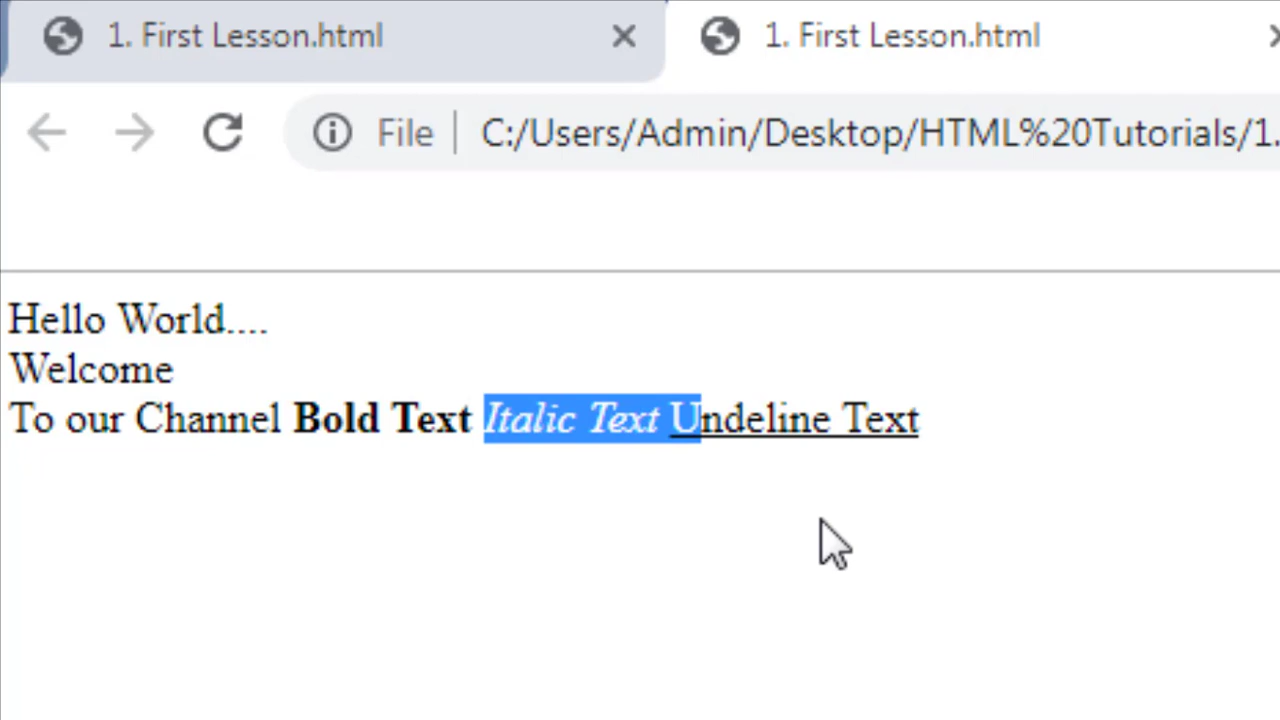 1. First Lesson.html 1. First Lesson.html
File C:/Users/Admin/Desktop/HTML%20Tutorials/1.
Hello World....
Welcome
To our Channel Bold Text Italic Text Undeline Text